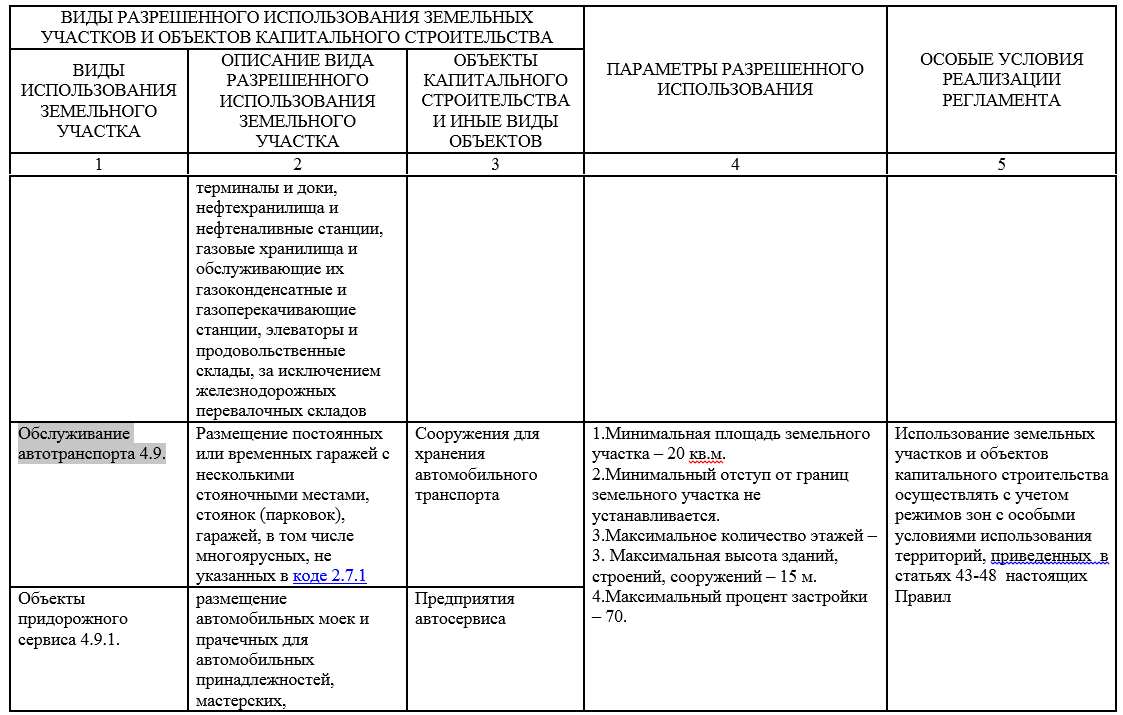 ВИДЫ РАЗРЕШЕННОГО ИСПОЛЬЗОВАНИЯ ЗЕМЕЛЬНЫХ
УЧАСТКОВ И ОБЪЕКТОВ КАПИТАЛЬНОГО СТРОИТЕЛЬСТВА
ВИДЫ
ИСПОЛЬЗОВАНИЯ
ЗЕМЕЛЬНОГО
УЧАСТКА
ОПИСАНИЕ ВИДА
РАЗРЕШЕННОГО
ИСПОЛЬЗОВАНИЯ
ЗЕМЕЛЬНОГО
УЧАСТКА
ОБЪЕКТЫ
КАПИТАЛЬНОГО
СТРОИТЕЛЬСТВА
И ИНЫЕ ВИДЫ
ОБЪЕКТОВ
ПАРАМЕТРЫ РАЗРЕШЕННОГО
ИСПОЛЬЗОВАНИЯ
ОСОБЫЕ УСЛОВИЯ
РЕАЛИЗАЦИИ
РЕГЛАМЕНТА
1
2
3
4
5
терминалы и доки,
нефтехранилища и
нефтеналивные станции,
газовые хранилища и
обслуживающие их
газоконденсатные и
газоперекачивающие
станции, элеваторы и
продовольственные
склады, за исключением
железнодорожных
перевалочных складов
Обслуживание
автотранспорта 4.9.
Размещение постоянных
или временных гаражей с
несколькими
стояночными местами,
стоянок (парковок),
гаражей, в том числе
многоярусных, не
указанных в коде 2.7.1
Сооружения для
хранения
автомобильного
транспорта
1.Минимальная площадь земельного
участка – 20 кв.м.
2.Минимальный отступ от границ
земельного участка не
устанавливается.
3.Максимальное количество этажей –
3. Максимальная высота зданий,
строений, сооружений – 15 м.
4.Максимальный процент застройки
– 70.
Использование земельных
участков и объектов
капитального строительства
осуществлять с учетом
режимов зон с особыми
условиями использования
территорий, приведенных в
статьях 43-48 настоящих
Правил
Объекты
придорожного
сервиса 4.9.1.
размещение
автомобильных моек и
прачечных для
автомобильных
принадлежностей,
мастерских,
Предприятия
автосервиса